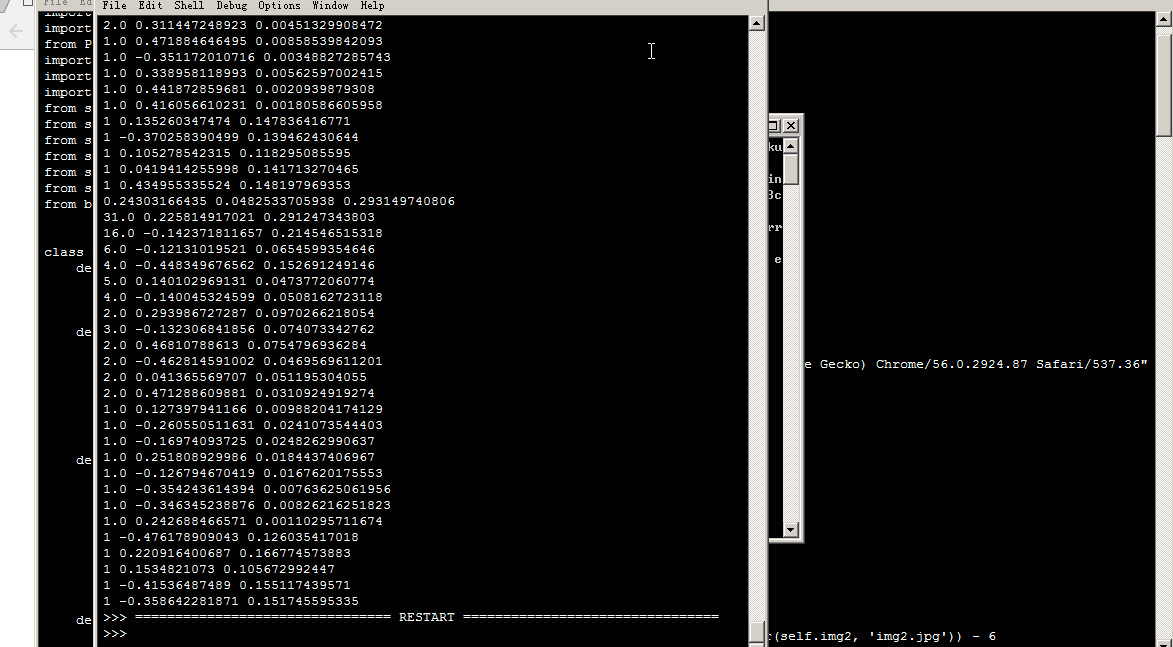 File Ed
File Edit Shell Debug Options Window Help
import
from P
import
import
import
from s
from s
from s
from s
from s
from s
from b
class
de
de
de
de
2.0 0.311447248923 0.00451329908472
1.0 0.471884646495 0.00858539842093
1.0 -0.351172010716 0.00348827285743
1.0 0.338958118993 0.00562597002415
1.0 0.441872859681 0.0020939879308
1.0 0.416056610231 0.00180586605958
1 0.135260347474 0.147836416771
1 -0.370258390499 0.139462430644
1 0.105278542315 0.118295085595
1 0.0419414255998 0.141713270465
1 0.434955335524 0.148197969353
0.24303166435 0.0482533705938 0.293149740806
31.0 0.225814917021 0.291247343803
16.0 -0.142371811657 0.214546515318
6.0 -0.12131019521 0.0654599354646
4.0 -0.448349676562 0.152691249146
5.0 0.140102969131 0.0473772060774
4.0 -0.140045324599 0.0508162723118
2.0 0.293986727287 0.0970266218054
3.0 -0.132306841856 0.074073342762
2.0 0.46810788613 0.0754796936284
2.0 -0.462814591002 0.0469569611201
2.0 0.041365569707 0.051195304055
2.0 0.471288609881 0.0310924919274
1.0 0.127397941166 0.00988204174129
1.0 -0.260550511631 0.0241073544403
1.0 -0.16974093725 0.0248262990637
1.0 0.251808929986 0.0184437406967
1.0 -0.126794670419 0.0167620175553
1.0 -0.354243614394 0.00763625061956
1.0 -0.346345238876 0.00826216251823
1.0 0.242688466571 0.00110295711674
1 -0.476178909043 0.126035417018
1 0.220916400687 0.166774573883
1 0.1534821073 0.105672992447
1 -0.41536487489 0.155117439571
1 -0.358642281871 0.151745595335
>>> ================================ RESTART ================================
>>>
ku
in
3c
rr
e
e Gecko) Chrome/56.0.2924.87 Safari/537.36"
(self.img2, 'img2.jpg')) - 6